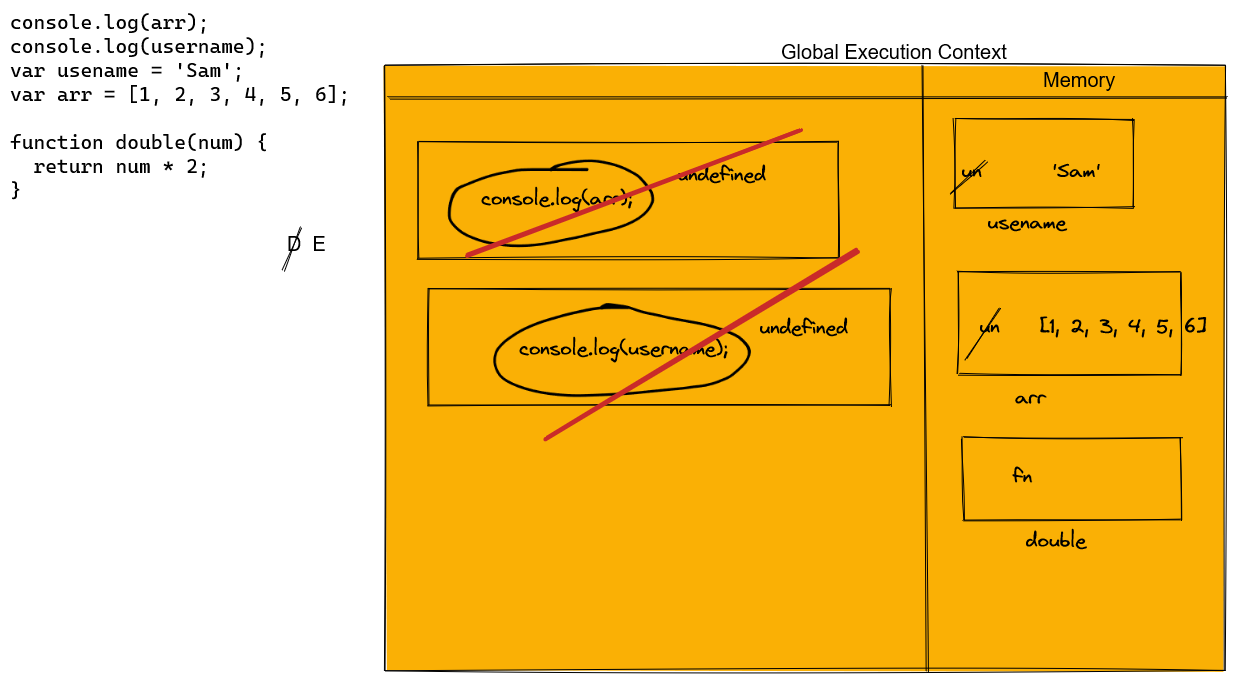 console.log(arr);
console.log(username);
var usename = 'Sam';
var arr = [1, 2, 3, 4, 5, 6];
function double(num) {
return num * 2;
}
D E
Global Execution Context
Memory
console.log(arr);
undefined
console.log(username);
undefined
un 'Sam'
usename
un [1, 2, 3, 4, 5, 6]
arr
fn
double